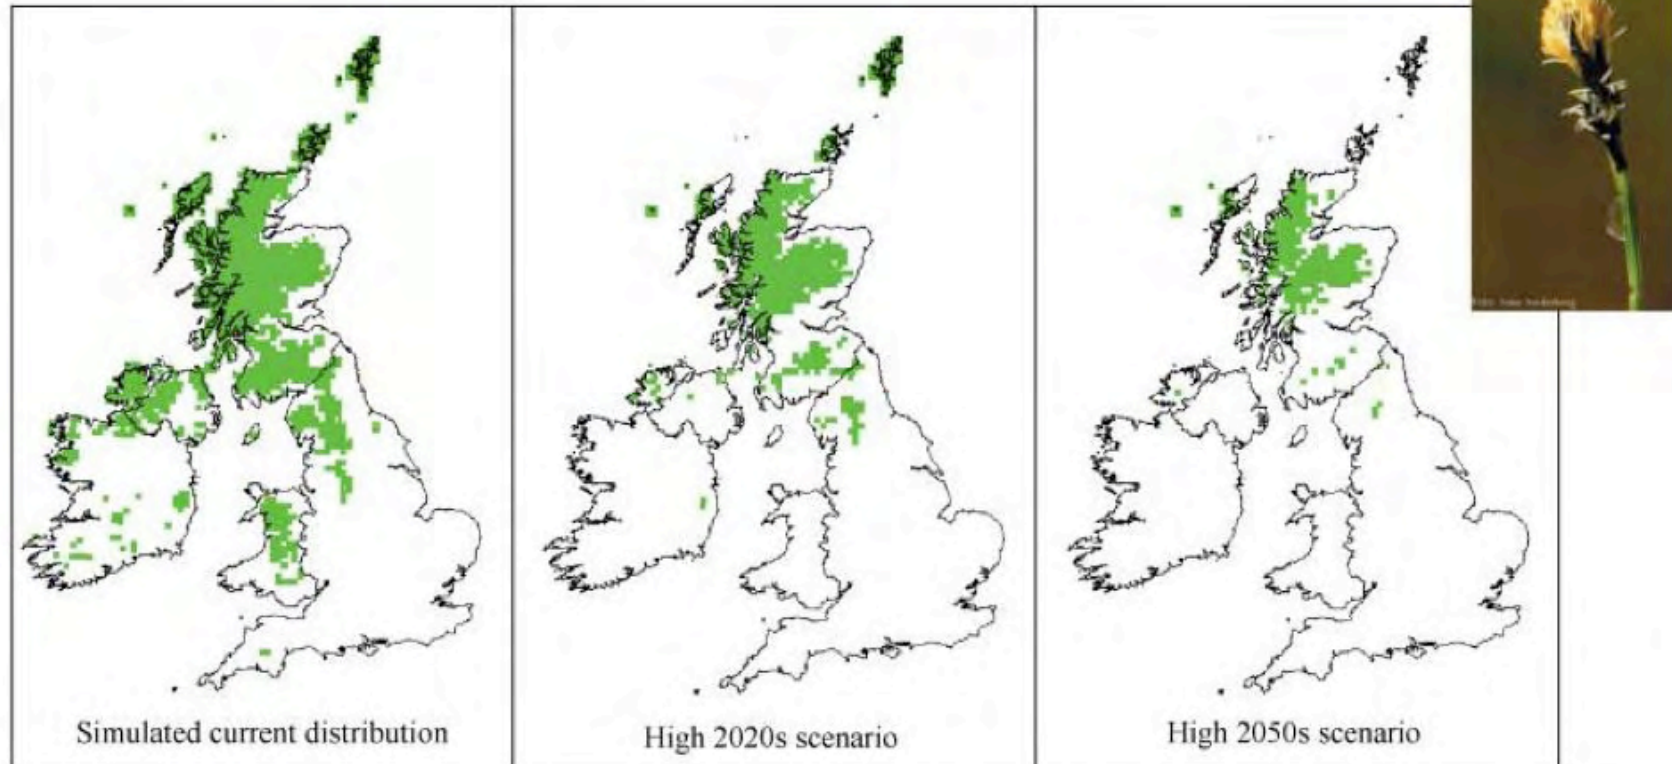 Simulated current distribution
High 2020s scenario
High 2050s scenario